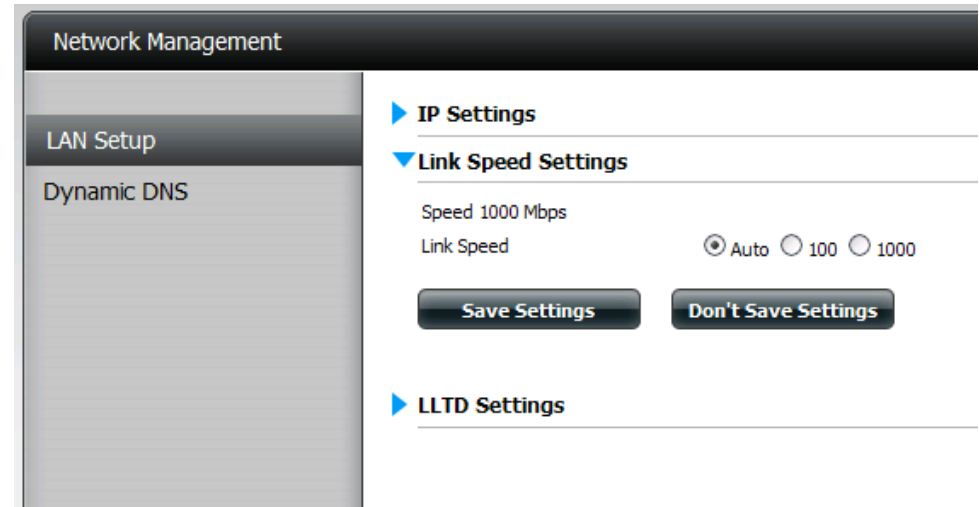 Network Management
LAN Setup
Dynamic DNS
IP Settings
Link Speed Settings
Speed 1000 Mbps
Link Speed Auto 100 1000
Save Settings Don't Save Settings
LLTD Settings